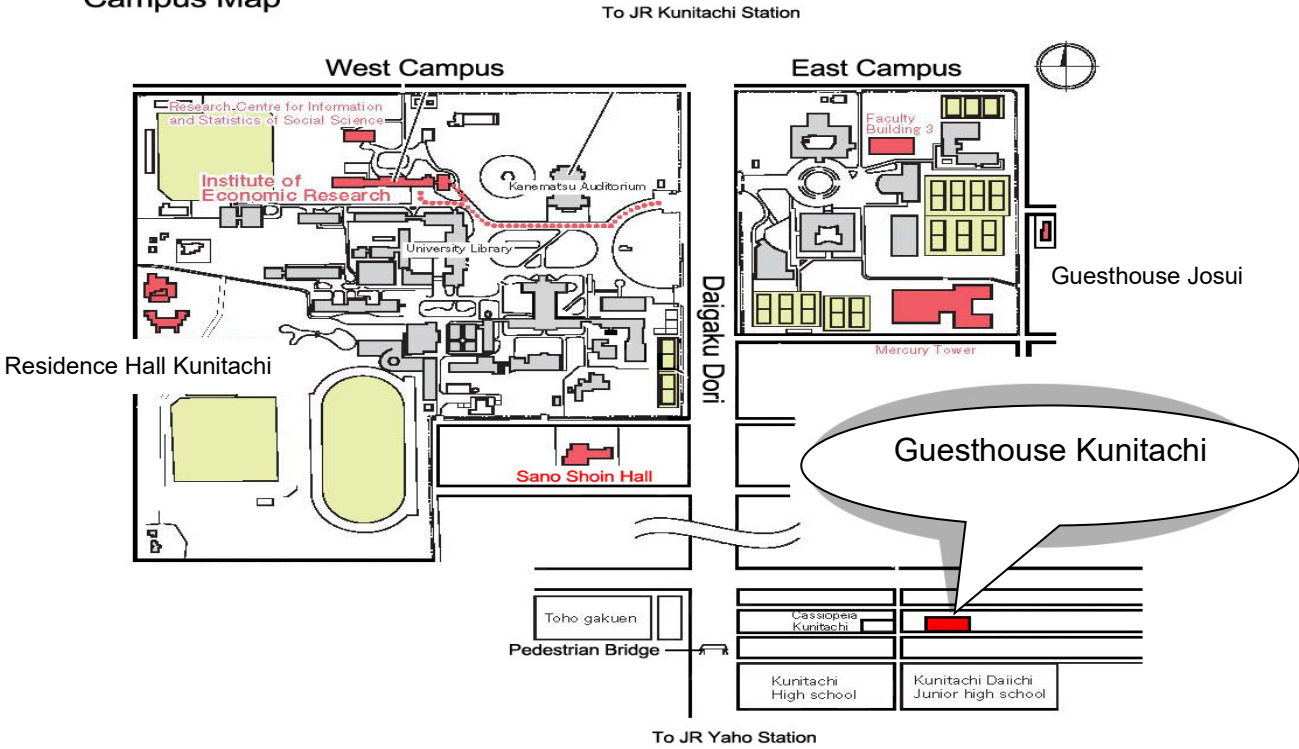 Campus Map
To JR Kunitachi Station
West Campus
East Campus
Research Centre for Information
and Statistics of Social Science
Faculty
Building 3
Institute of
Economic Research
Kanematsu Auditorium
University Library
Guesthouse Josui
Daigaku Dori
Mercury Tower
Residence Hall Kunitachi
Guesthouse Kunitachi
Sano Shoin Hall
Toho gakuen
Cassiopeia
Kunitachi
Pedestrian Bridge
Kunitachi
High school
Kunitachi Daiichi
Junior high school
To JR Yaho Station